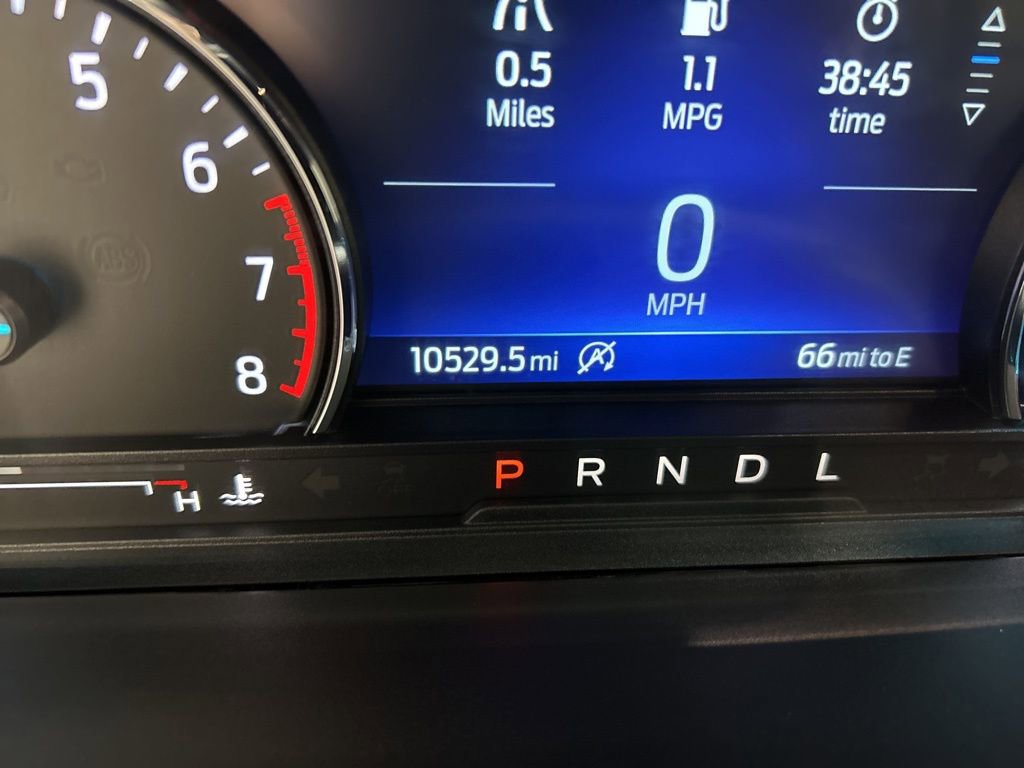 5
6
7
8
0.5
Miles
1.1
MPG
38:45
time
0
MPH
10529.5 mi
66 mi to E
H
P R N D L
ABS